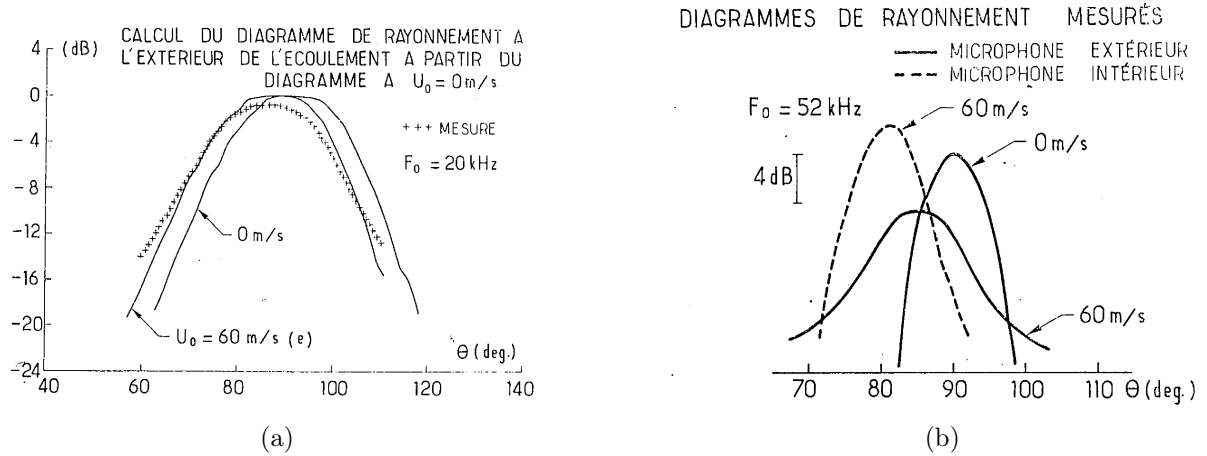 CALCUL DU DIAGRAMME DE RAYONNEMENT A
L'EXTERIEUR DE L'ECOULEMENT A PARTIR DU
DIAGRAMME A U₀ = 0 m/s
(dB)
4
0
-4
-8
-12
-16
-20
-24
+++ MESURE
F₀ = 20 kHz
0 m/s
U₀ = 60 m/s (e)
θ (deg.)
40 60 80 100 120 140
(a)
DIAGRAMMES DE RAYONNEMENT MESURÉS
MICROPHONE EXTÉRIEUR
MICROPHONE INTÉRIEUR
F₀ = 52 kHz
60 m/s
0 m/s
4 dB
60 m/s
70 80 90 100 110 θ (deg.)
(b)